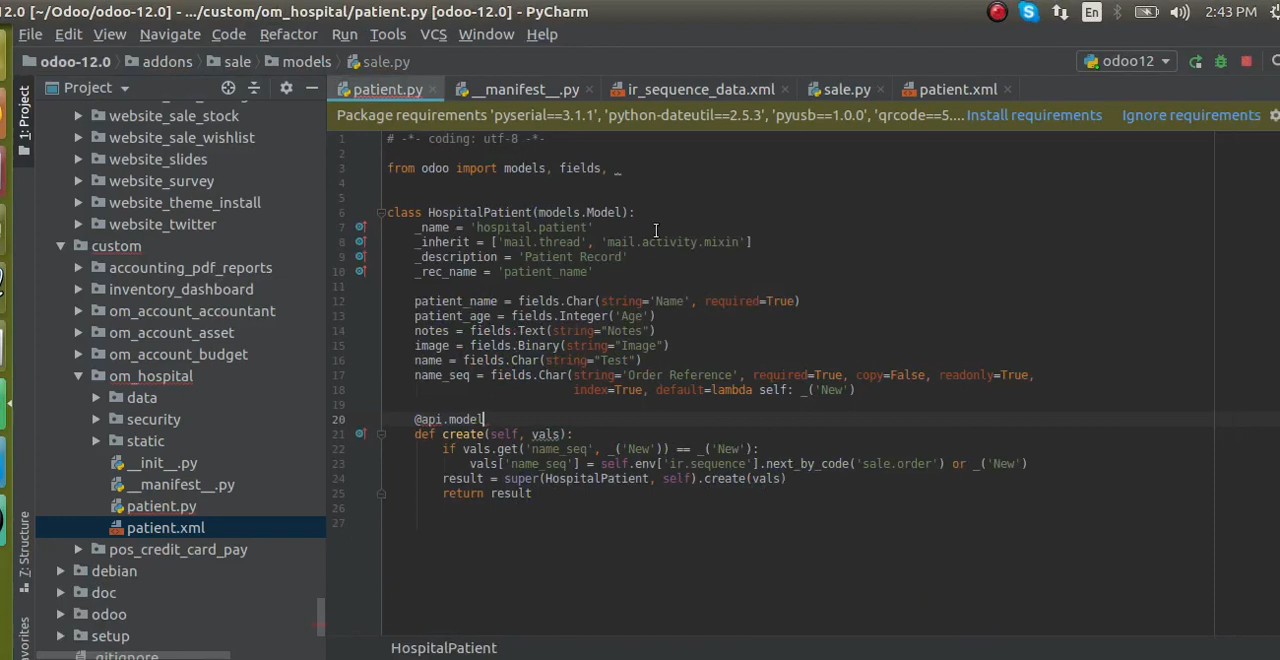 12.0 [~/Odoo/odoo-12.0] - .../custom/om_hospital/patient.py [odoo-12.0] - PyCharm
En
2:43 PM
File Edit View Navigate Code Refactor Run Tools VCS Window Help
odoo-12.0 addons sale models sale.py
odoo12
Project
patient.py __manifest__.py ir_sequence_data.xml sale.py patient.xml
Package requirements 'pyserial==3.1.1', 'python-dateutil==2.5.3', 'pyusb==1.0.0', 'qrcode==5.... Install requirements Ignore requirements
1: Project
7: Structure
avorites
website_sale_stock
website_sale_wishlist
website_slides
website_survey
website_theme_install
website_twitter
custom
accounting_pdf_reports
inventory_dashboard
om_account_accountant
om_account_asset
om_account_budget
om_hospital
data
security
static
__init__.py
__manifest__.py
patient.py
patient.xml
pos_credit_card_pay
debian
doc
odoo
setup
.gitignore
1 # -*- coding: utf-8 -*-
2
3 from odoo import models, fields, _
4
5
6 class HospitalPatient(models.Model):
7 _name = 'hospital.patient'
8 _inherit = ['mail.thread', 'mail.activity.mixin']
9 _description = 'Patient Record'
10 _rec_name = 'patient_name'
11
12 patient_name = fields.Char(string='Name', required=True)
13 patient_age = fields.Integer('Age')
14 notes = fields.Text(string="Notes")
15 image = fields.Binary(string="Image")
16 name = fields.Char(string="Test")
17 name_seq = fields.Char(string='Order Reference', required=True, copy=False, readonly=True,
18 index=True, default=lambda self: _('New')
19
20 @api.model
21 def create(self, vals):
22 if vals.get('name_seq', _('New')) == _('New'):
23 vals['name_seq'] = self.env['ir.sequence'].next_by_code('sale.order') or _('New')
24 result = super(HospitalPatient, self).create(vals)
25 return result
26
27
HospitalPatient